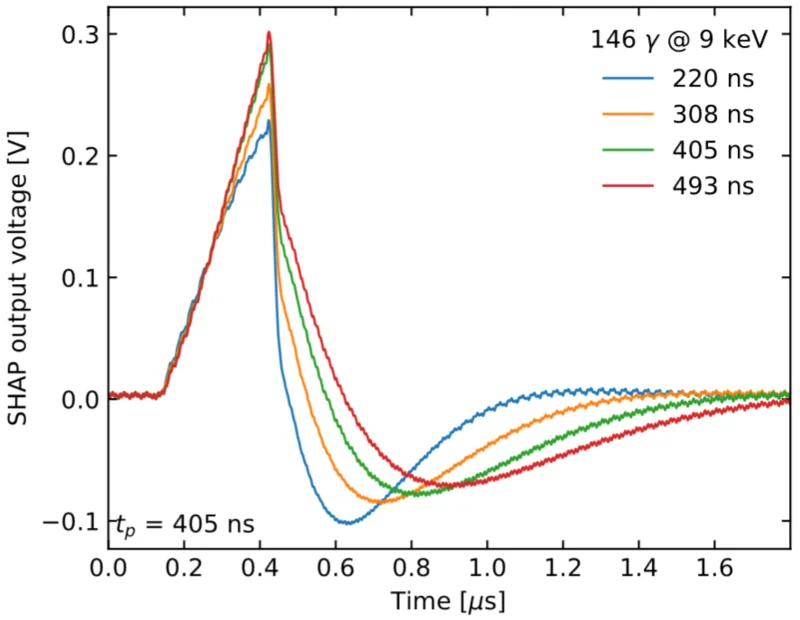 146 γ @ 9 keV
220 ns
308 ns
405 ns
493 ns
SHAP output voltage [V]
0.3
0.2
0.1
0.0
−0.1
t_p = 405 ns
0.0 0.2 0.4 0.6 0.8 1.0 1.2 1.4 1.6
Time [μs]